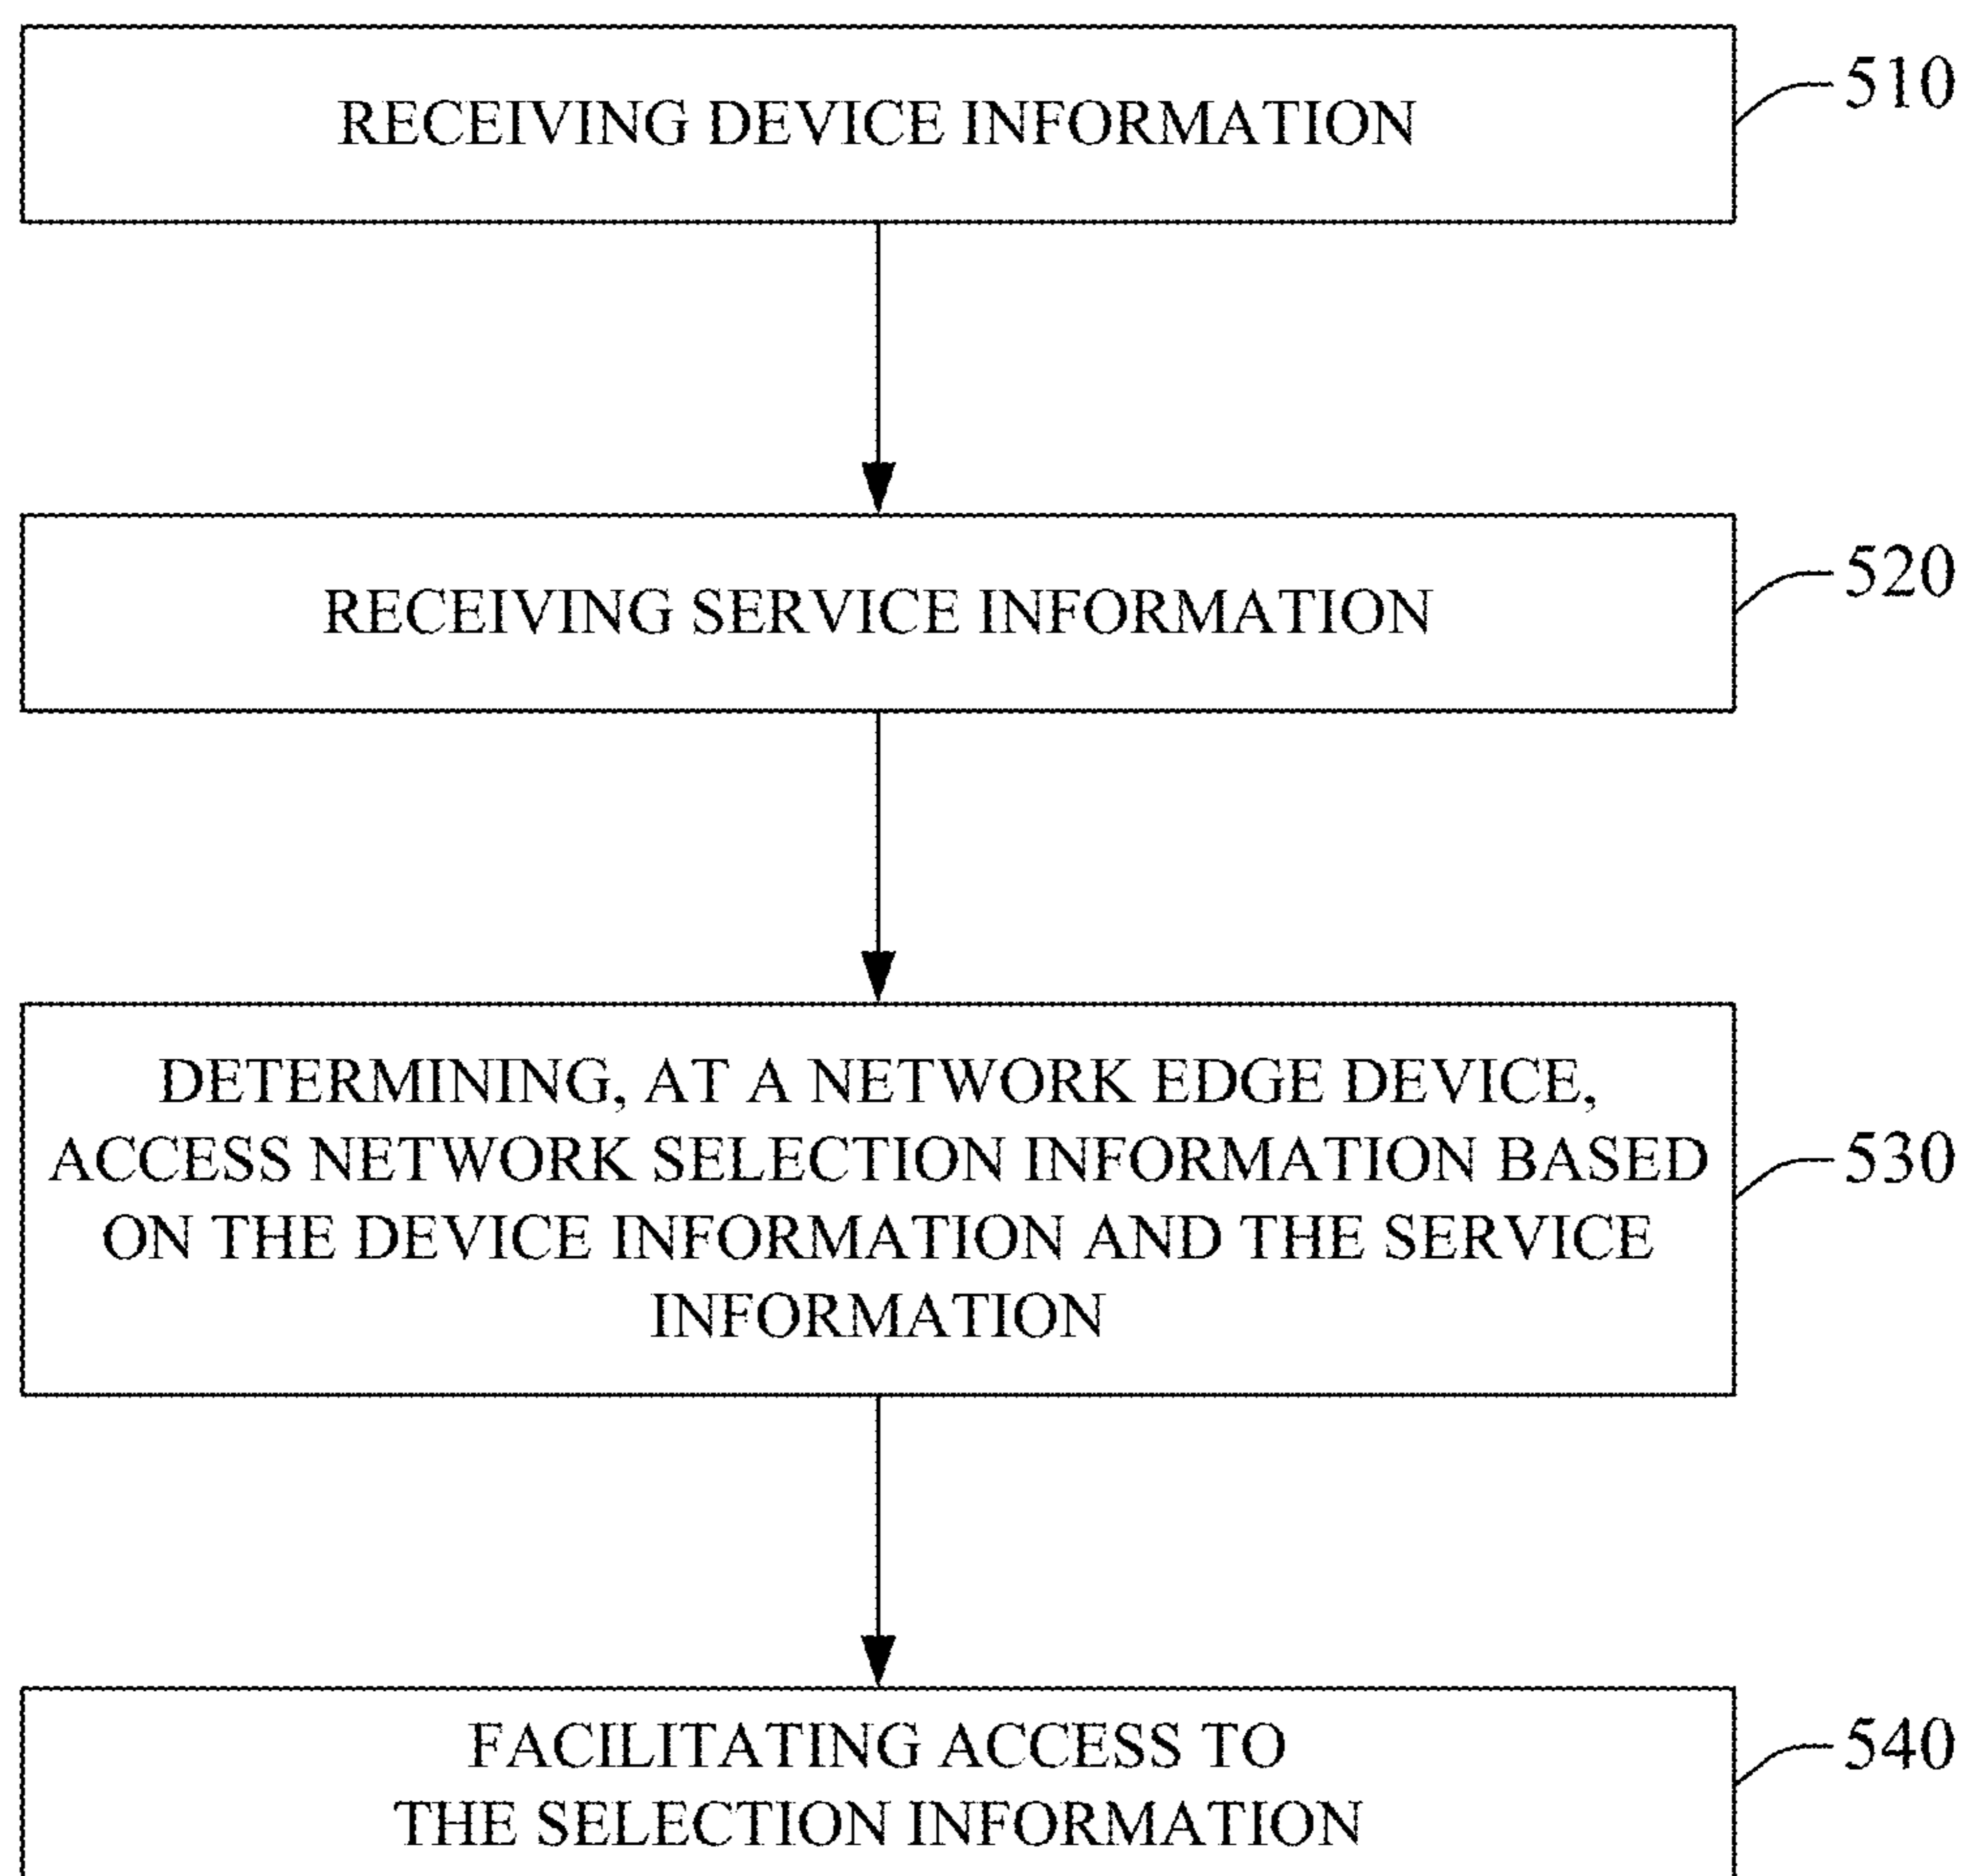 RECEIVING DEVICE INFORMATION
510
RECEIVING SERVICE INFORMATION
520
DETERMINING, AT A NETWORK EDGE DEVICE,
ACCESS NETWORK SELECTION INFORMATION BASED
ON THE DEVICE INFORMATION AND THE SERVICE
INFORMATION
530
FACILITATING ACCESS TO
THE SELECTION INFORMATION
540